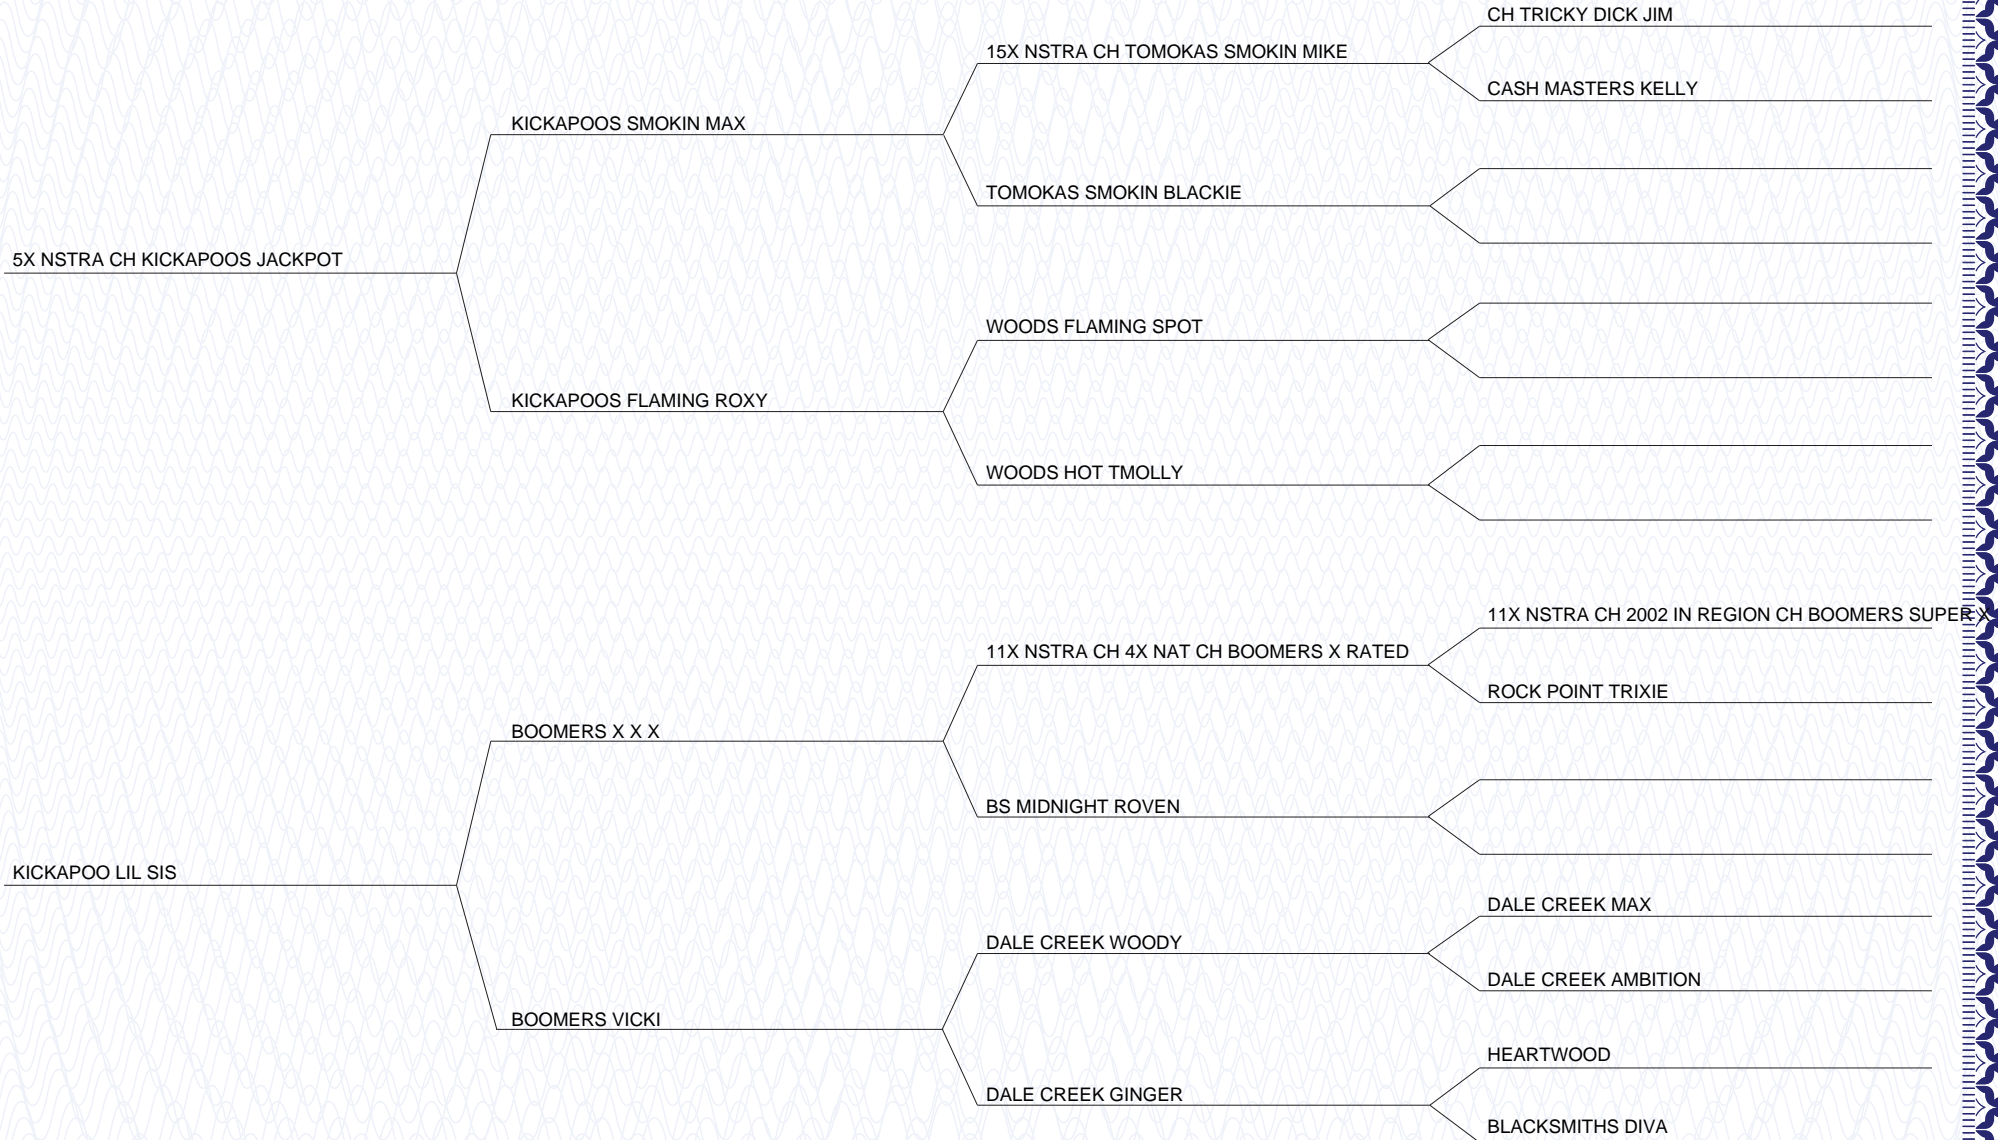 CH TRICKY DICK JIM
15X NSTRA CH TOMOKAS SMOKIN MIKE
CASH MASTERS KELLY
KICKAPOOS SMOKIN MAX
TOMOKAS SMOKIN BLACKIE
5X NSTRA CH KICKAPOOS JACKPOT
WOODS FLAMING SPOT
KICKAPOOS FLAMING ROXY
WOODS HOT TMOLLY
11X NSTRA CH 2002 IN REGION CH BOOMERS SUPER X
11X NSTRA CH 4X NAT CH BOOMERS X RATED
ROCK POINT TRIXIE
BOOMERS X X X
BS MIDNIGHT ROVEN
KICKAPOO LIL SIS
DALE CREEK MAX
DALE CREEK WOODY
DALE CREEK AMBITION
BOOMERS VICKI
HEARTWOOD
DALE CREEK GINGER
BLACKSMITHS DIVA